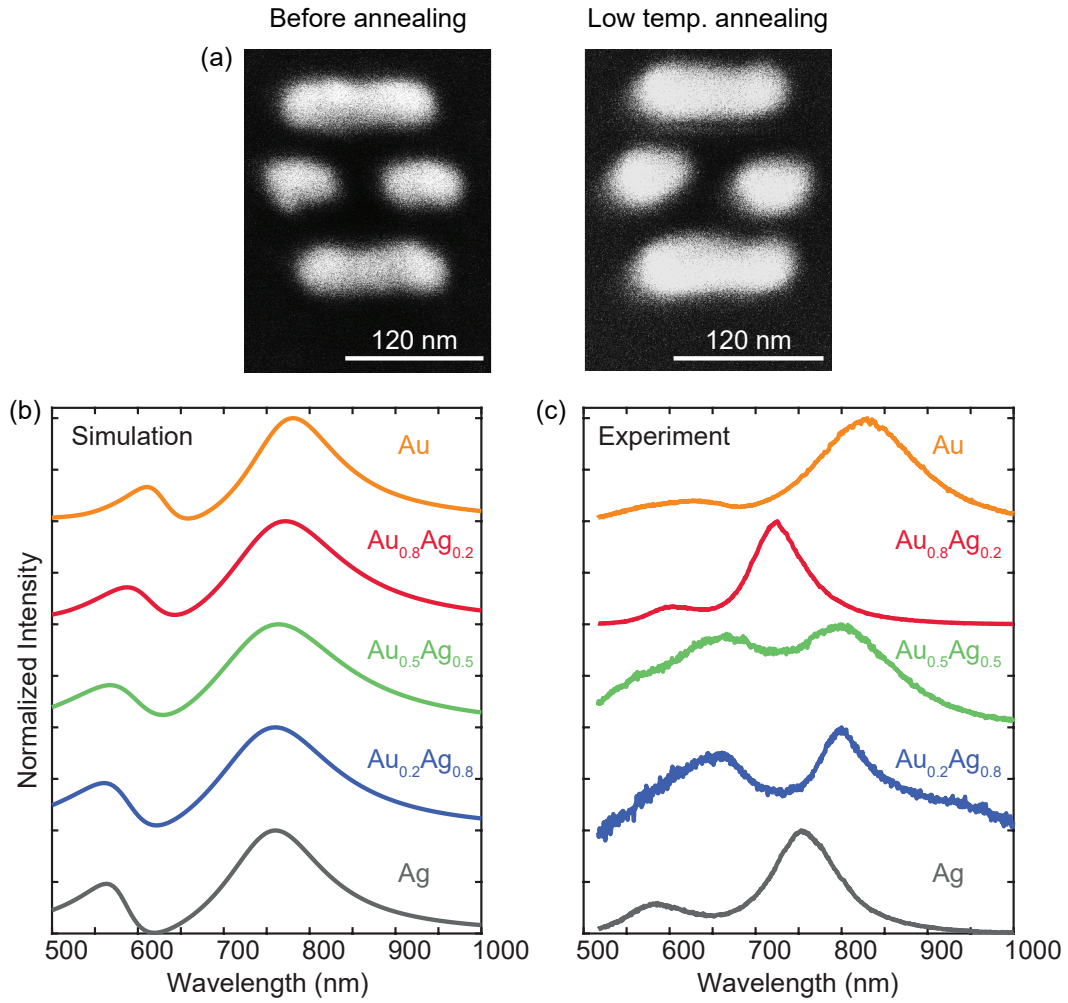 Before annealing
Low temp. annealing
(a)
120 nm
120 nm
(b)
(c)
Simulation
Experiment
Au
Au
Au0.8Ag0.2
Au0.8Ag0.2
Au0.5Ag0.5
Au0.5Ag0.5
Au0.2Ag0.8
Au0.2Ag0.8
Ag
Ag
Normalized Intensity
500 600 700 800 900 1000
500 600 700 800 900 1000
Wavelength (nm)
Wavelength (nm)